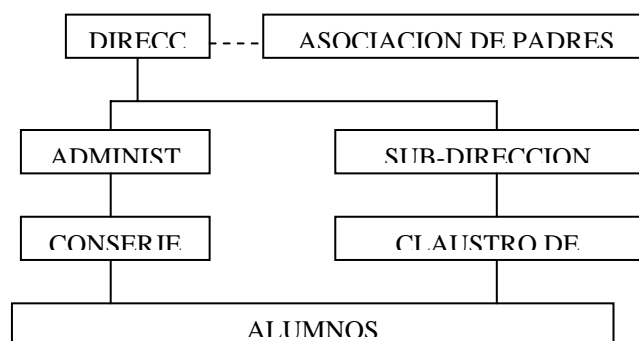 DIRECC
ASOCIACION DE PADRES
ADMINIST
SUB-DIRECCION
CONSERJE
CLAUSTRO DE
ALUMNOS